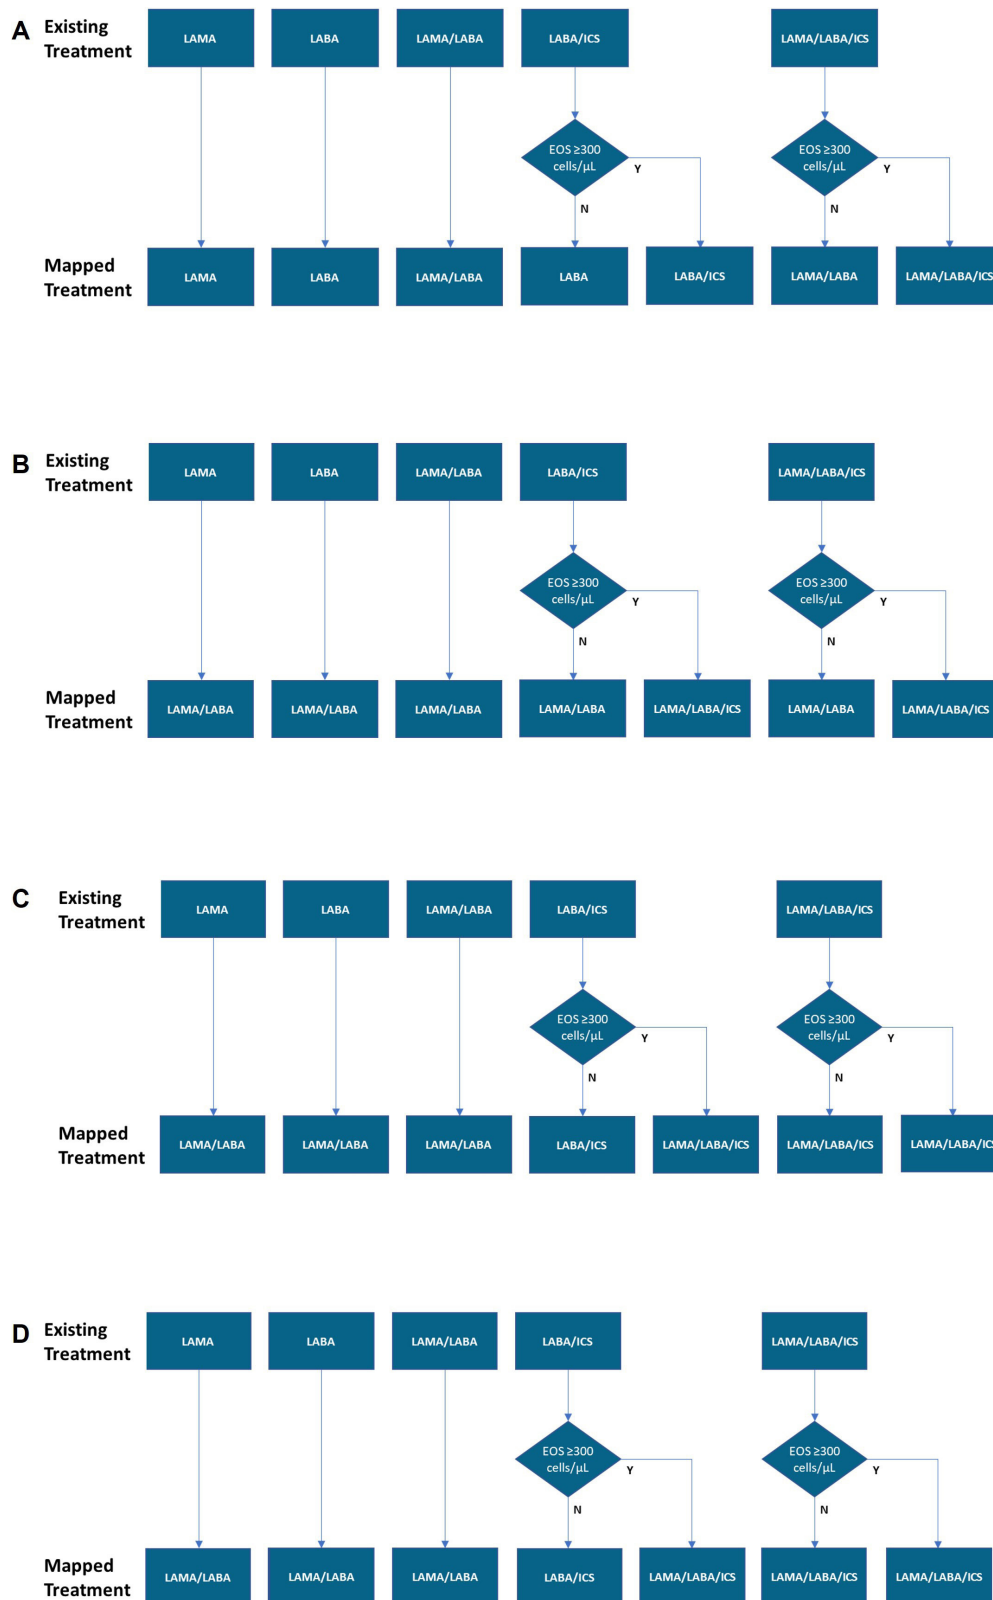 A Existing Treatment
LAMA LABA LAMA/LABA LABA/ICS LAMA/LABA/ICS
EOS ≥300 cells/µL Y N
EOS ≥300 cells/µL Y N
Mapped Treatment
LAMA LABA LAMA/LABA LABA LABA/ICS LAMA/LABA LAMA/LABA/ICS
B Existing Treatment
LAMA LABA LAMA/LABA LABA/ICS LAMA/LABA/ICS
EOS ≥300 cells/µL Y N
EOS ≥300 cells/µL Y N
Mapped Treatment
LAMA/LABA LAMA/LABA LAMA/LABA LAMA/LABA LAMA/LABA/ICS LAMA/LABA LAMA/LABA/ICS
C Existing Treatment
LAMA LABA LAMA/LABA LABA/ICS LAMA/LABA/ICS
EOS ≥300 cells/µL Y N
EOS ≥300 cells/µL Y N
Mapped Treatment
LAMA/LABA LAMA/LABA LAMA/LABA LABA/ICS LAMA/LABA/ICS LAMA/LABA/ICS LAMA/LABA/ICS
D Existing Treatment
LAMA LABA LAMA/LABA LABA/ICS LAMA/LABA/ICS
EOS ≥300 cells/µL Y N
EOS ≥300 cells/µL Y N
Mapped Treatment
LAMA/LABA LAMA/LABA LAMA/LABA LABA/ICS LAMA/LABA/ICS LAMA/LABA/ICS LAMA/LABA/ICS